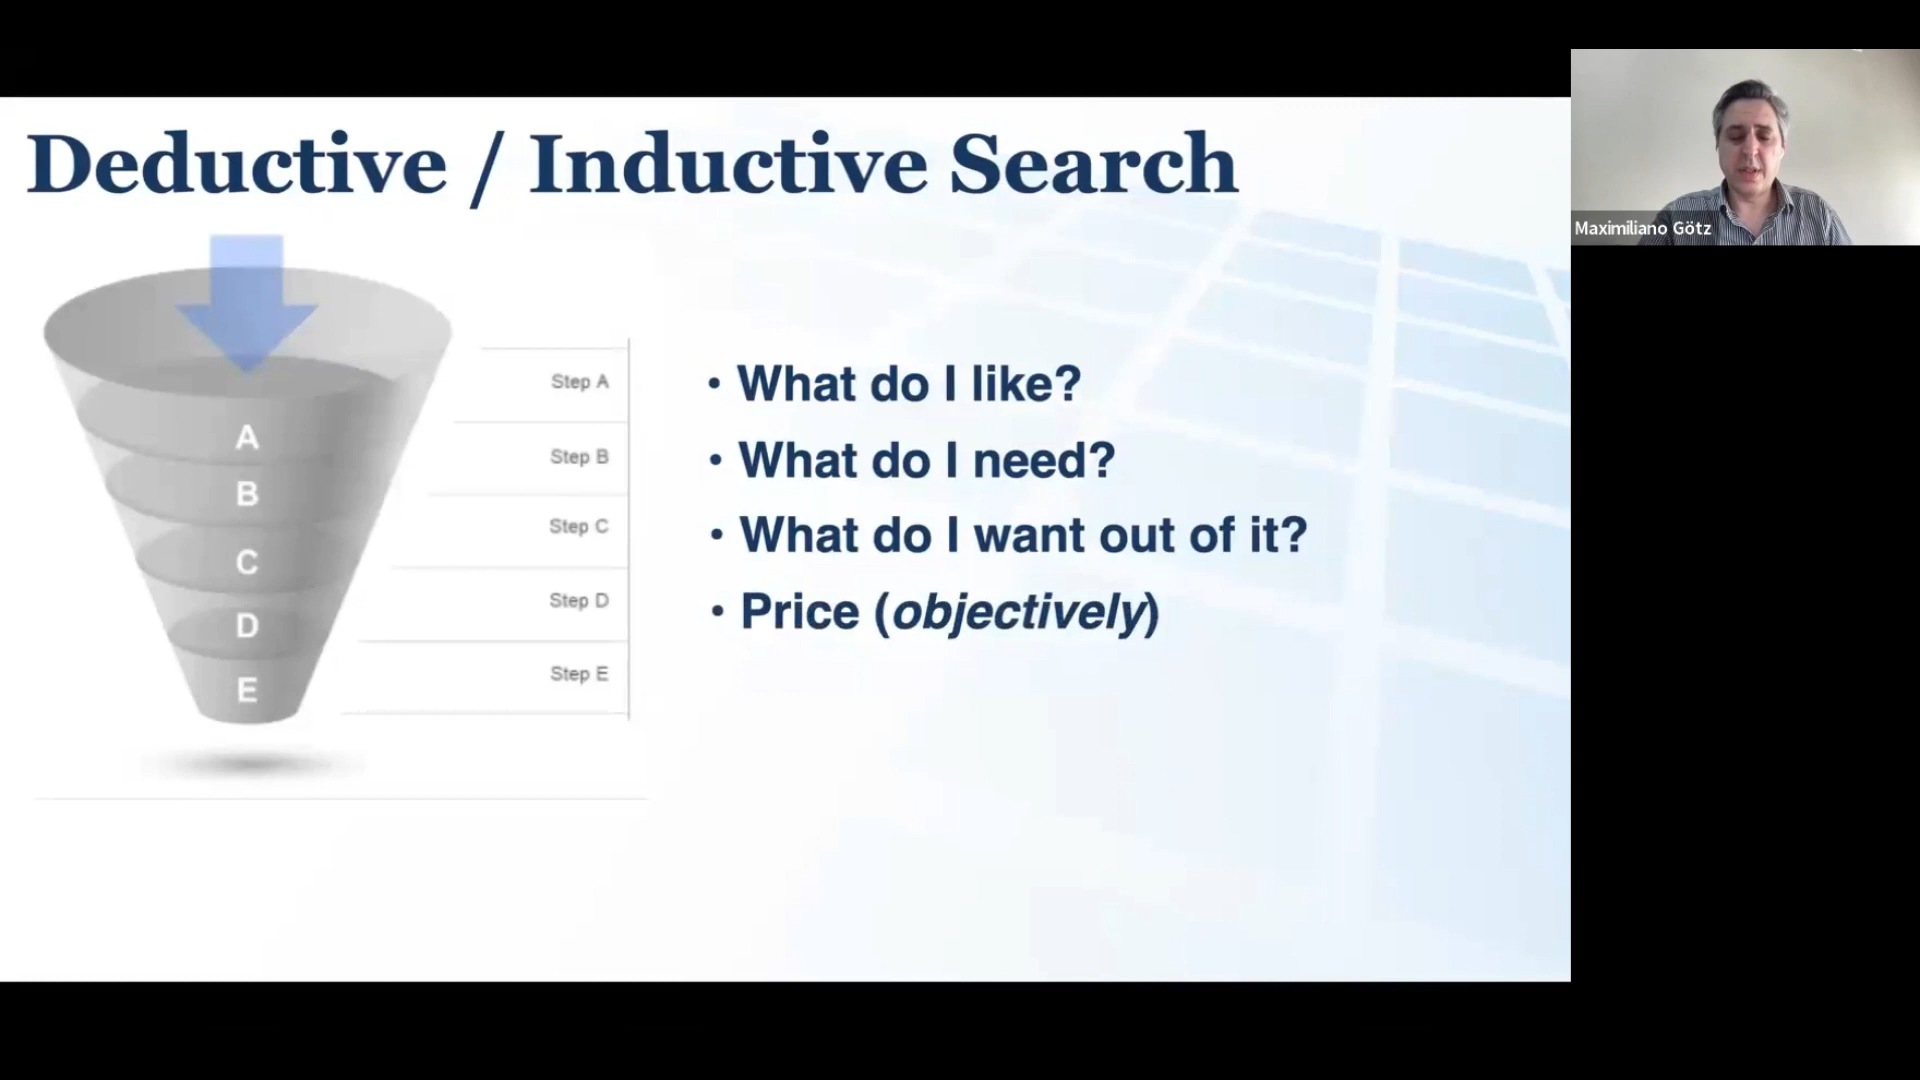 Deductive / Inductive Search
A
B
C
D
E
Step A
Step B
Step C
Step D
Step E
• What do I like?
• What do I need?
• What do I want out of it?
• Price (objectively)
Maximiliano Götz